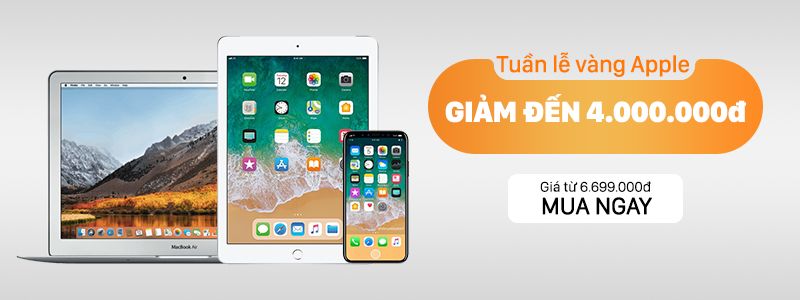 Tuần lễ vàng Apple
GIẢM ĐẾN 4.000.000đ
Giá từ 6.699.000đ
MUA NGAY
MacBook Air